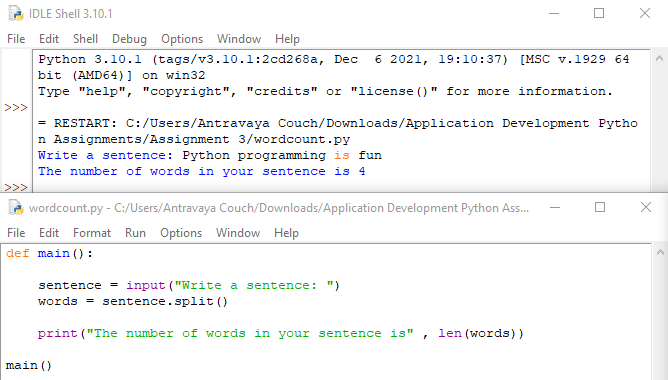 IDLE Shell 3.10.1
File Edit Shell Debug Options Window Help
Python 3.10.1 (tags/v3.10.1:2cd268a, Dec  6 2021, 19:10:37) [MSC v.1929 64
bit (AMD64)] on win32
Type "help", "copyright", "credits" or "license()" for more information.
>>>
= RESTART: C:/Users/Antravaya Couch/Downloads/Application Development Pytho
n Assignments/Assignment 3/wordcount.py
Write a sentence: Python programming is fun
The number of words in your sentence is 4
>>>
wordcount.py - C:/Users/Antravaya Couch/Downloads/Application Development Python Ass...
File Edit Format Run Options Window Help
def main():
    sentence = input("Write a sentence: ")
    words = sentence.split()
    print("The number of words in your sentence is" , len(words))
main()